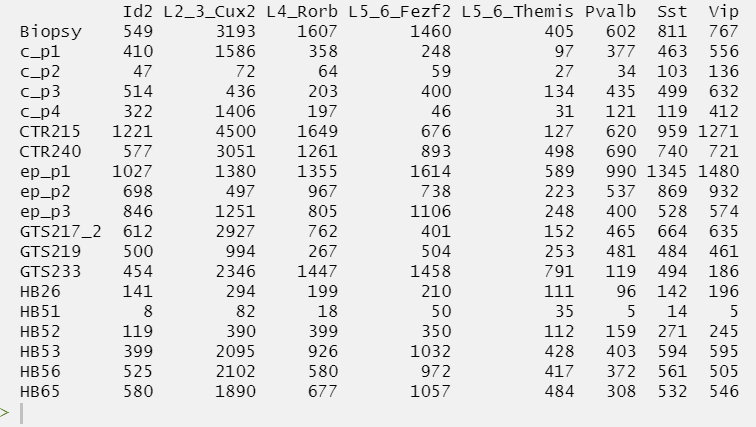 Id2 L2_3_Cux2 L4_Rorb L5_6_Fezf2 L5_6_Themis Pvalb Sst Vip
Biopsy 549 3193 1607 1460 405 602 811 767
c_p1 410 1586 358 248 97 377 463 556
c_p2 47 72 64 59 27 34 103 136
c_p3 514 436 203 400 134 435 499 632
c_p4 322 1406 197 46 31 121 119 412
CTR215 1221 4500 1649 676 127 620 959 1271
CTR240 577 3051 1261 893 498 690 740 721
ep_p1 1027 1380 1355 1614 589 990 1345 1480
ep_p2 698 497 967 738 223 537 869 932
ep_p3 846 1251 805 1106 248 400 528 574
GTS217_2 612 2927 762 401 152 465 664 635
GTS219 500 994 267 504 253 481 484 461
GTS233 454 2346 1447 1458 791 119 494 186
HB26 141 294 199 210 111 96 142 196
HB51 8 82 18 50 35 5 14 5
HB52 119 390 399 350 112 159 271 245
HB53 399 2095 926 1032 428 403 594 595
HB56 525 2102 580 972 417 372 561 505
HB65 580 1890 677 1057 484 308 532 546
>